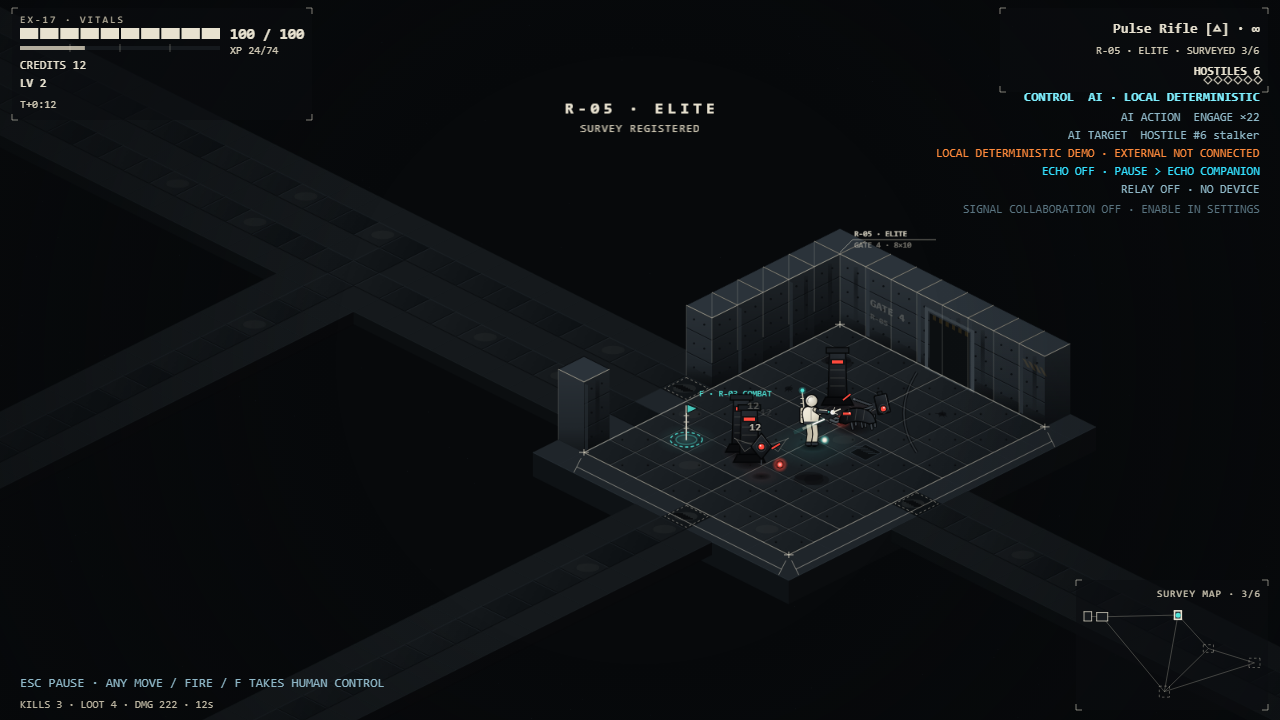 EX-17 · VITALS
100 / 100
XP 24/74
CREDITS 12
LV 2
T+0:12
R-05 · ELITE
SURVEY REGISTERED
Pulse Rifle [▲] · ∞
R-05 · ELITE · SURVEYED 3/6
HOSTILES 6
CONTROL AI · LOCAL DETERMINISTIC
AI ACTION ENGAGE ×22
AI TARGET HOSTILE #6 stalker
LOCAL DETERMINISTIC DEMO · EXTERNAL NOT CONNECTED
ECHO OFF · PAUSE > ECHO COMPANION
RELAY OFF · NO DEVICE
SIGNAL COLLABORATION OFF · ENABLE IN SETTINGS
R-05 · ELITE
GATE 4 · 8×10
GATE 4
R-05
F · R-03 COMBAT
12
12
SURVEY MAP · 3/6
ESC PAUSE · ANY MOVE / FIRE / F TAKES HUMAN CONTROL
KILLS 3 · LOOT 4 · DMG 222 · 12s